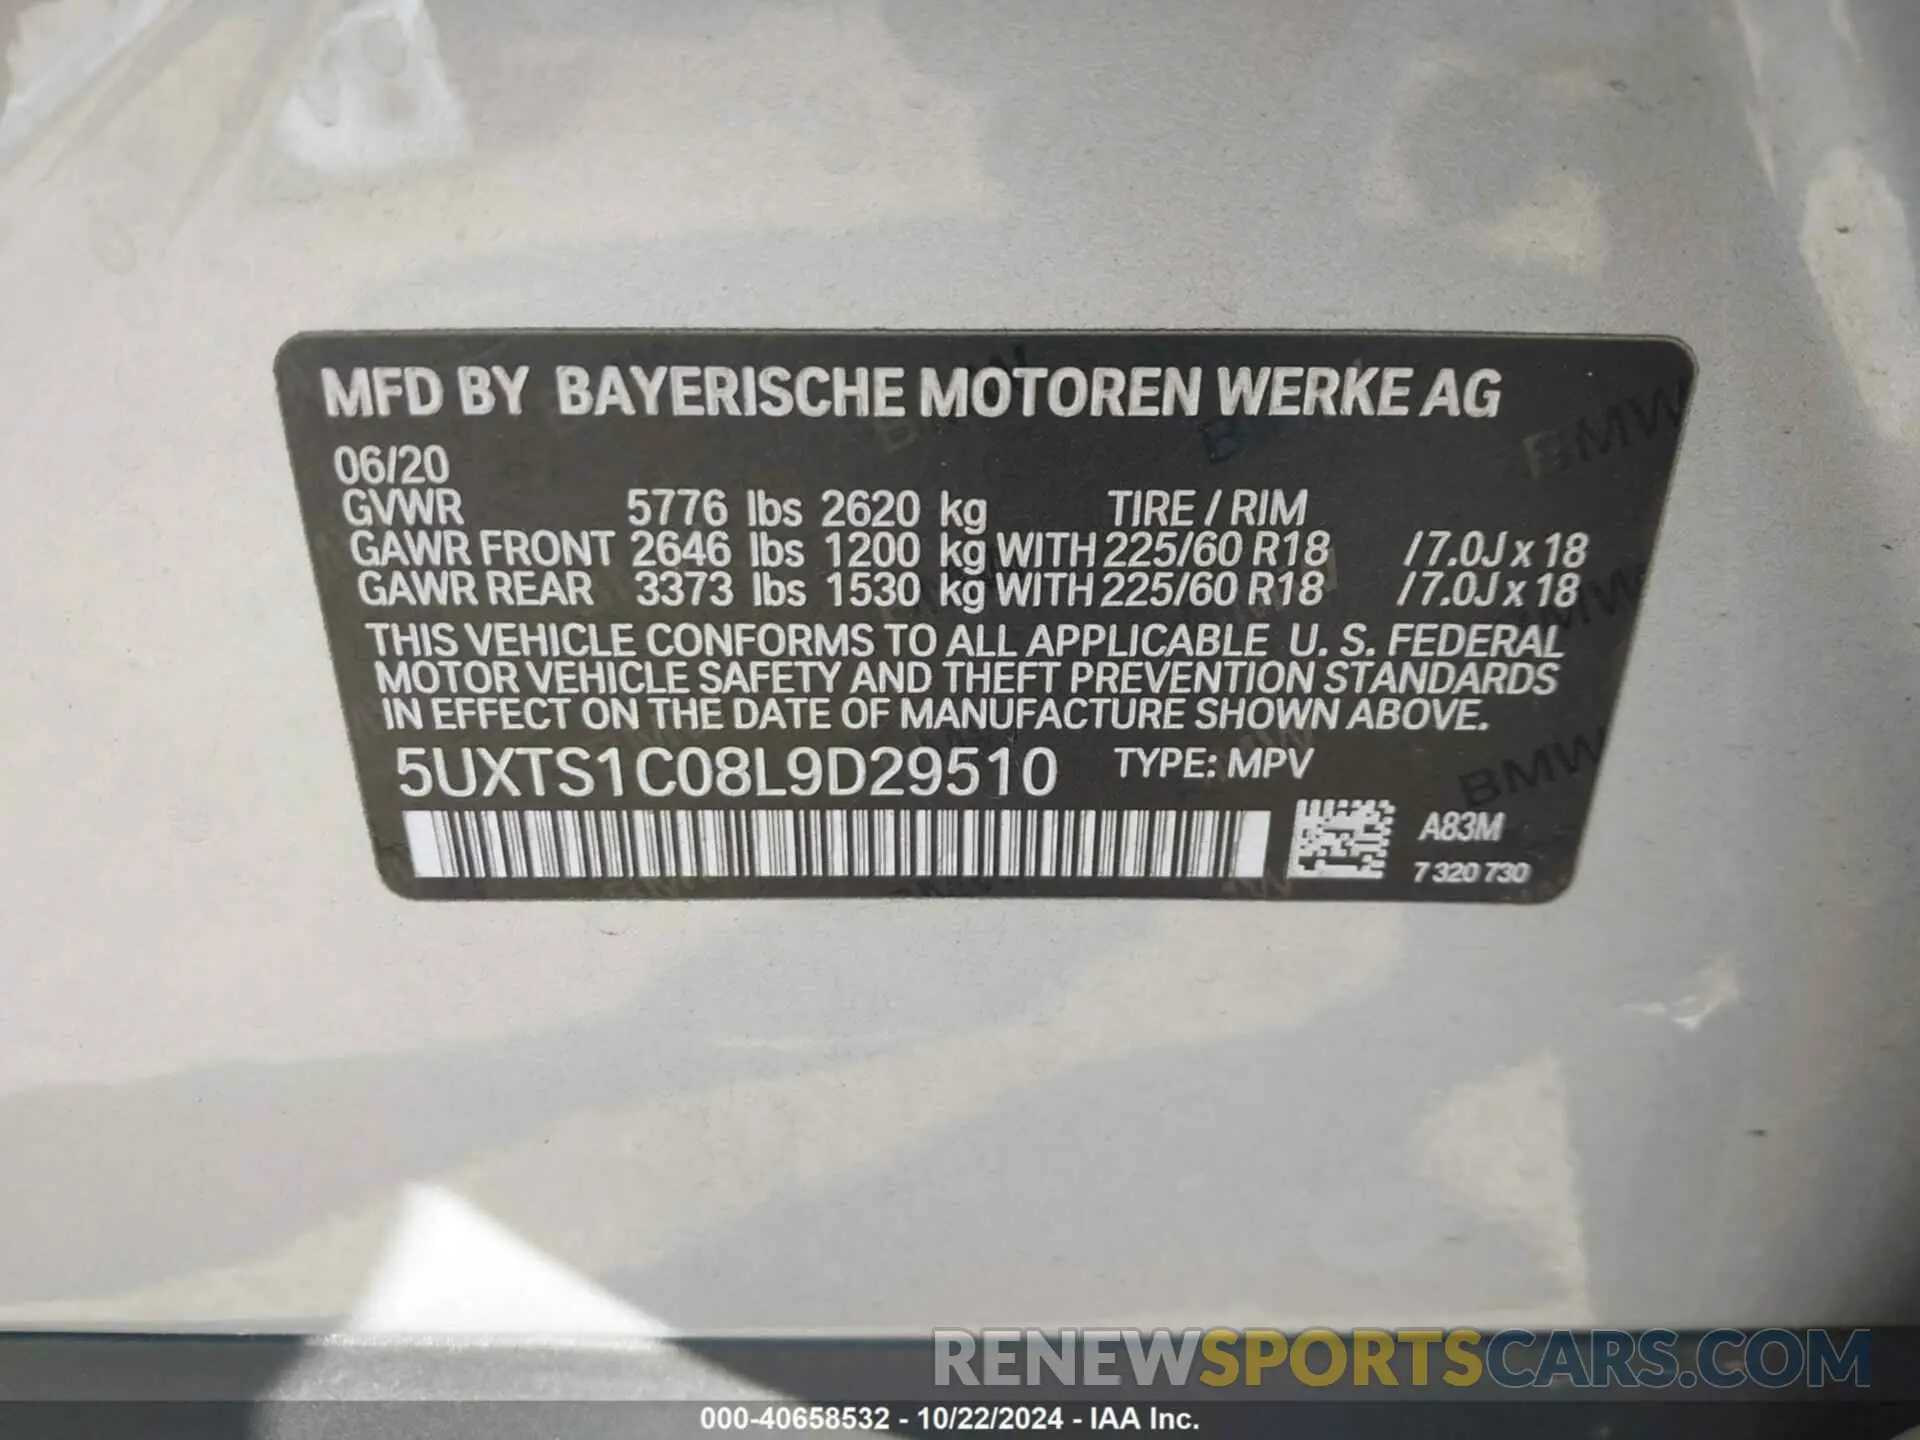 MFD BY BAYERISCHE MOTOREN WERKE AG
06/20
GVWR 5776 lbs 2620 kg TIRE / RIM
GAWR FRONT 2646 lbs 1200 kg WITH 225/60 R18 /7.0J x 18
GAWR REAR 3373 lbs 1530 kg WITH 225/60 R18 /7.0J x 18
THIS VEHICLE CONFORMS TO ALL APPLICABLE U. S. FEDERAL
MOTOR VEHICLE SAFETY AND THEFT PREVENTION STANDARDS
IN EFFECT ON THE DATE OF MANUFACTURE SHOWN ABOVE.
5UXTS1C08L9D29510 TYPE: MPV
A83M
7 320 730
BMW
BMW
RENEWSPORTSCARS.COM
000-40658532 - 10/22/2024 - IAA Inc.